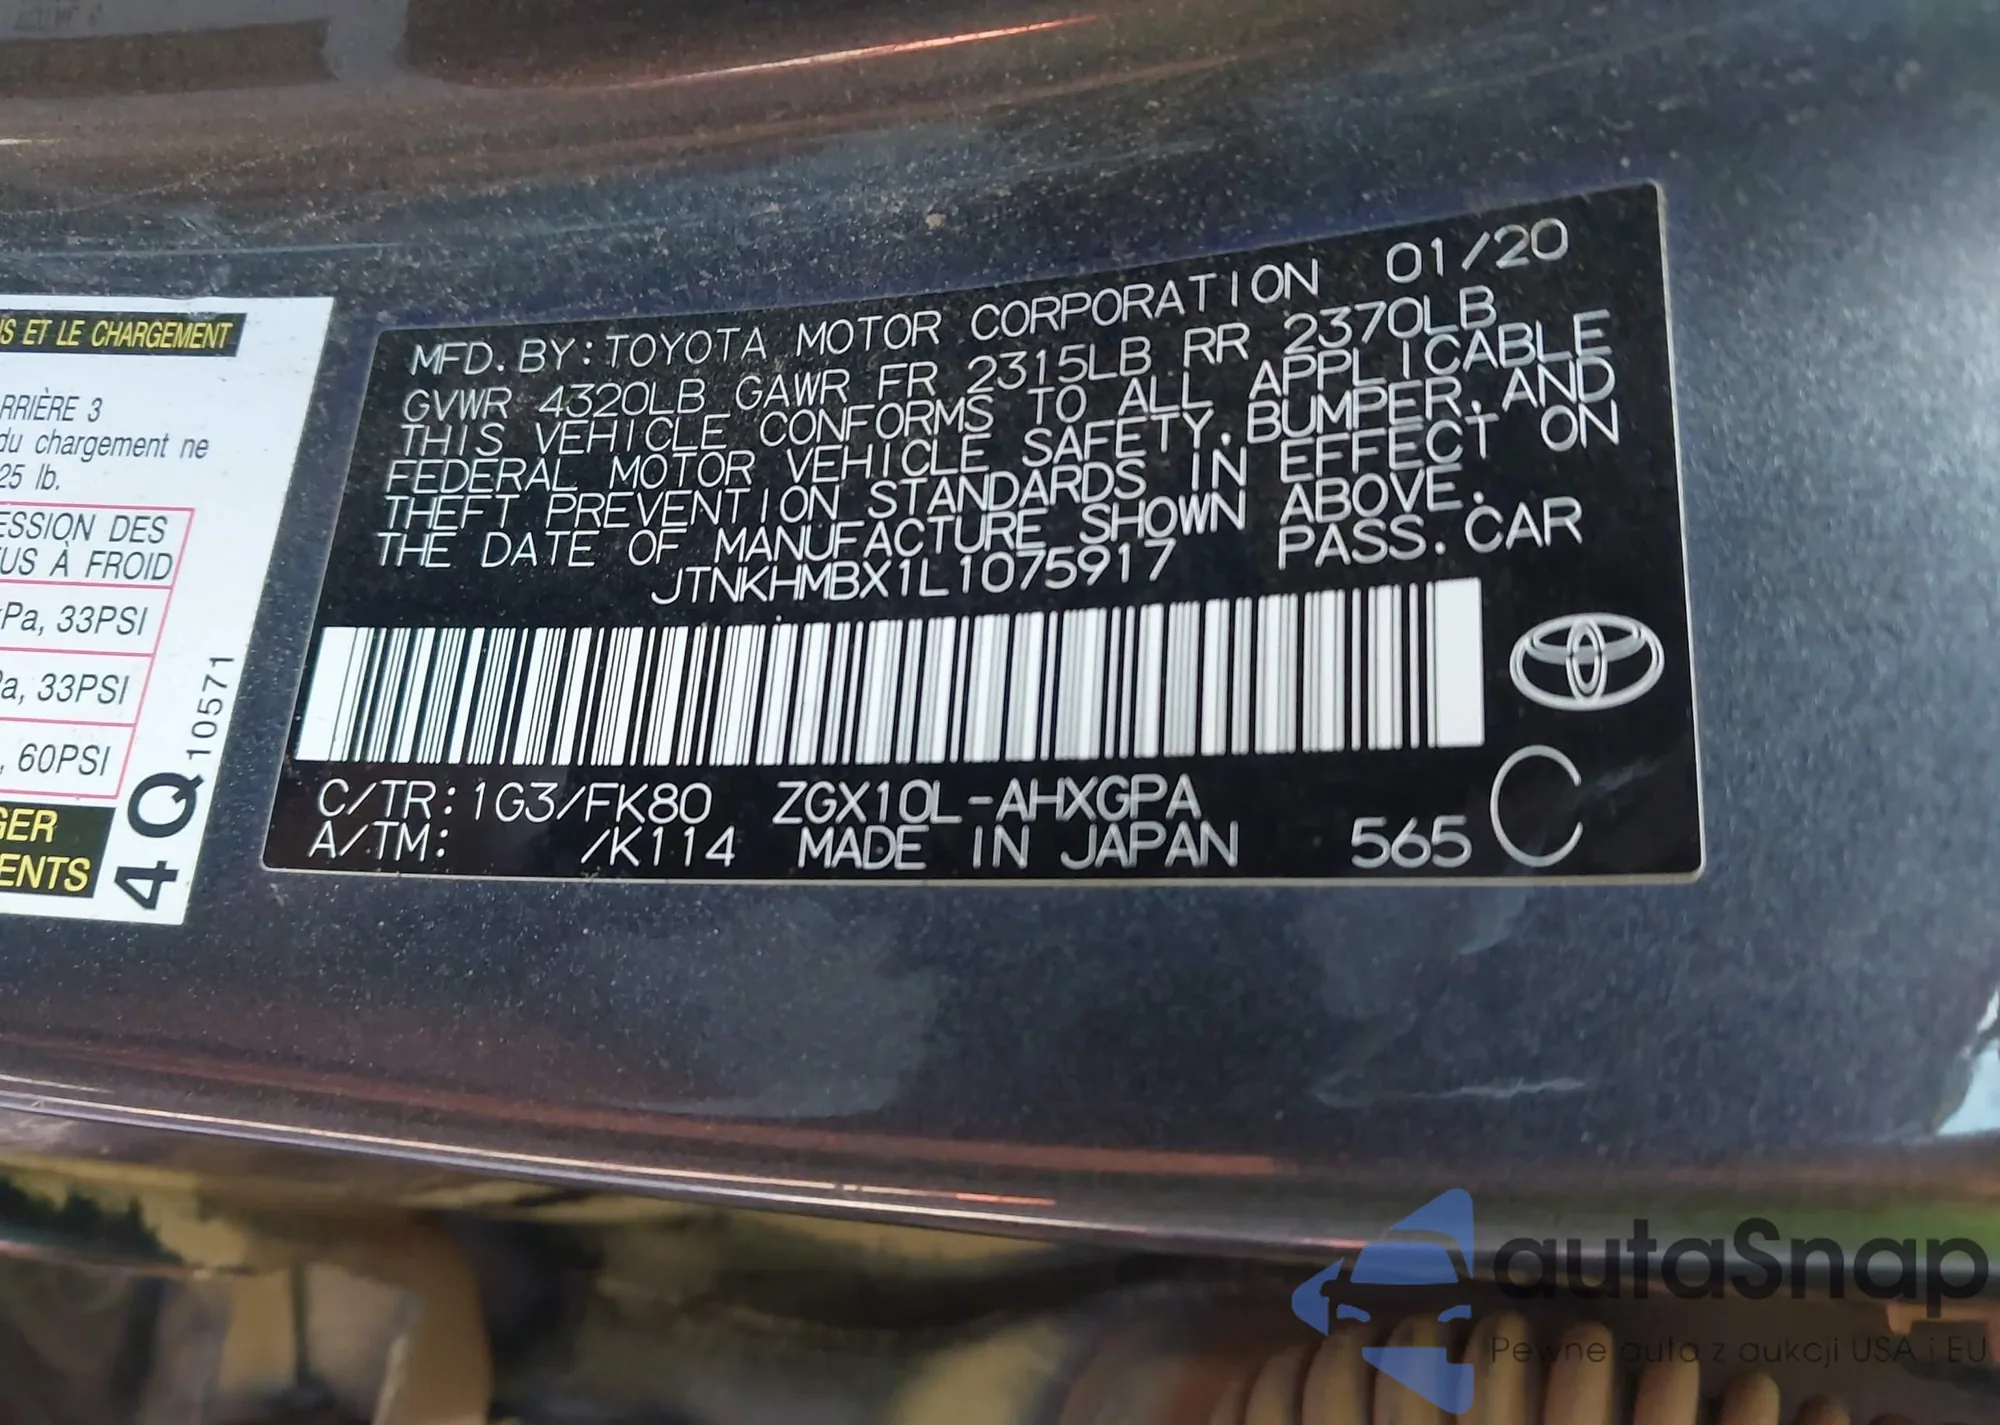 S ET LE CHARGEMENT
RRIÈRE 3
du chargement ne
25 lb.
ESSION DES
US À FROID
Pa, 33PSI
a, 33PSI
, 60PSI
GER
ENTS
4Q
10571
MFD. BY: TOYOTA MOTOR CORPORATION 01/20
GVWR 4320LB GAWR FR 2315LB RR 2370LB
THIS VEHICLE CONFORMS TO ALL APPLICABLE
FEDERAL MOTOR VEHICLE SAFETY, BUMPER, AND
THEFT PREVENTION STANDARDS IN EFFECT ON
THE DATE OF MANUFACTURE SHOWN ABOVE.
JTNKHMBX1L1075917 PASS. CAR
C/TR: 1G3/FK80 ZGX10L-AHXGPA
A/TM: /K114 MADE IN JAPAN 565 C
autaSnap
Pewne auta z aukcji USA i EU